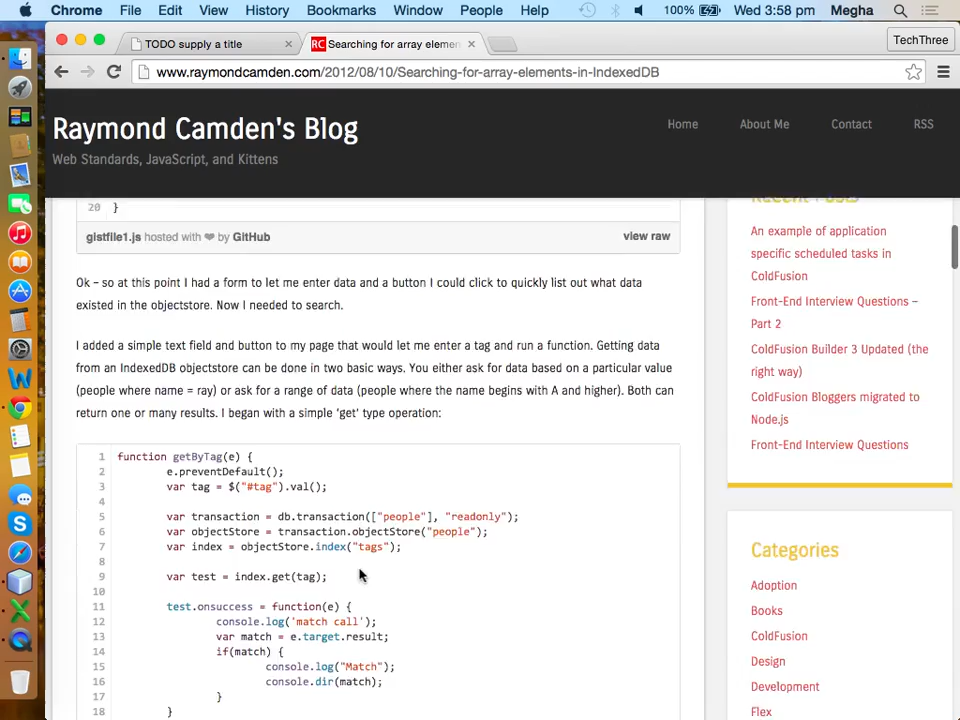 Chrome File Edit View History Bookmarks Window People Help 100% Wed 3:58 pm Megha
TODO supply a title
RC Searching for array elemen
TechThree
www.raymondcamden.com/2012/08/10/Searching-for-array-elements-in-IndexedDB
Raymond Camden's Blog
Web Standards, JavaScript, and Kittens
Home About Me Contact RSS
20 }
gistfile1.js hosted with ❤ by GitHub view raw
Ok – so at this point I had a form to let me enter data and a button I could click to quickly list out what data
existed in the objectstore. Now I needed to search.
I added a simple text field and button to my page that would let me enter a tag and run a function. Getting data
from an IndexedDB objectstore can be done in two basic ways. You either ask for data based on a particular value
(people where name = ray) or ask for a range of data (people where the name begins with A and higher). Both can
return one or many results. I began with a simple 'get' type operation:
1 function getByTag(e) {
2 e.preventDefault();
3 var tag = $("#tag").val();
4
5 var transaction = db.transaction(["people"], "readonly");
6 var objectStore = transaction.objectStore("people");
7 var index = objectStore.index("tags");
8
9 var test = index.get(tag);
10
11 test.onsuccess = function(e) {
12 console.log('match call');
13 var match = e.target.result;
14 if(match) {
15 console.log("Match");
16 console.dir(match);
17 }
18 }
Recent Posts
An example of application
specific scheduled tasks in
ColdFusion
Front-End Interview Questions –
Part 2
ColdFusion Builder 3 Updated (the
right way)
ColdFusion Bloggers migrated to
Node.js
Front-End Interview Questions
Categories
Adoption
Books
ColdFusion
Design
Development
Flex